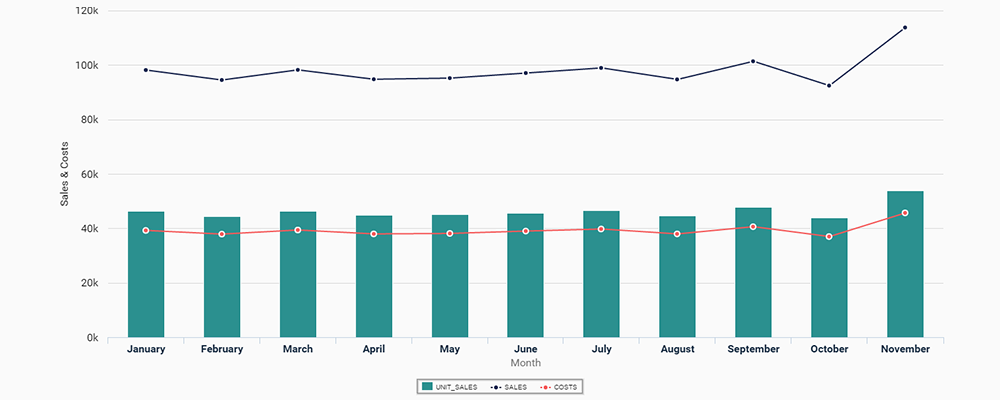 120k
100k
80k
60k
40k
20k
0k
Sales & Costs
January February March April May June July August September October November
Month
UNIT_SALES SALES COSTS